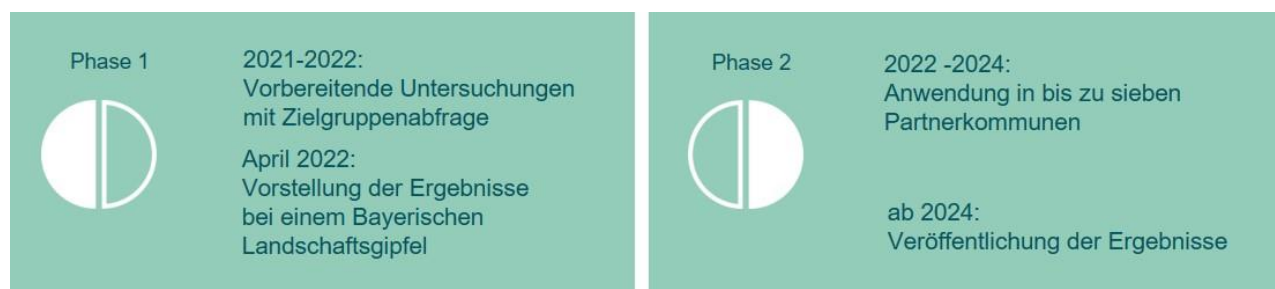 Phase 1
2021-2022:
Vorbereitende Untersuchungen
mit Zielgruppenabfrage
April 2022:
Vorstellung der Ergebnisse
bei einem Bayerischen
Landschaftsgipfel
Phase 2
2022 -2024:
Anwendung in bis zu sieben
Partnerkommunen
ab 2024:
Veröffentlichung der Ergebnisse